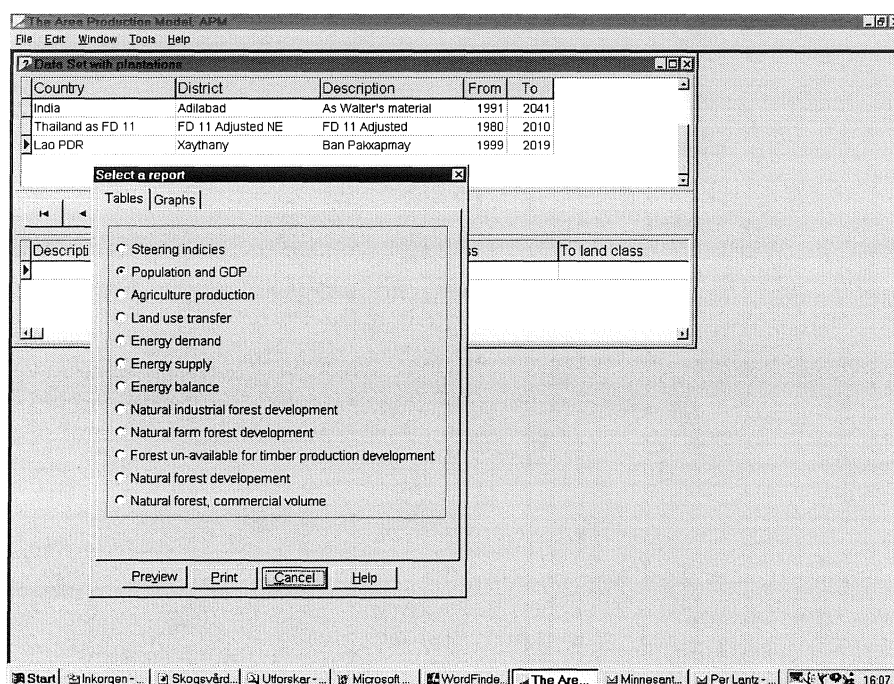 The Area Production Model, APM
File Edit Window Tools Help
Data Set with plantations
Country District Description From To
India Adilabad As Walter's material 1991 2041
Thailand as FD 11 FD 11 Adjusted NE FD 11 Adjusted 1980 2010
Lao PDR Xaythany Ban Pakxapmay 1999 2019
Select a report
Tables Graphs
Descripti ss To land class
Steering indicies
Population and GDP
Agriculture production
Land use transfer
Energy demand
Energy supply
Energy balance
Natural industrial forest development
Natural farm forest development
Forest un-available for timber production development
Natural forest developement
Natural forest, commercial volume
Preview Print Cancel Help
Start Inkorgen -... Skogsvård... Utforskar -... Microsoft... WordFinde... The Are... Minnesant... Per Lantz -... 16:07